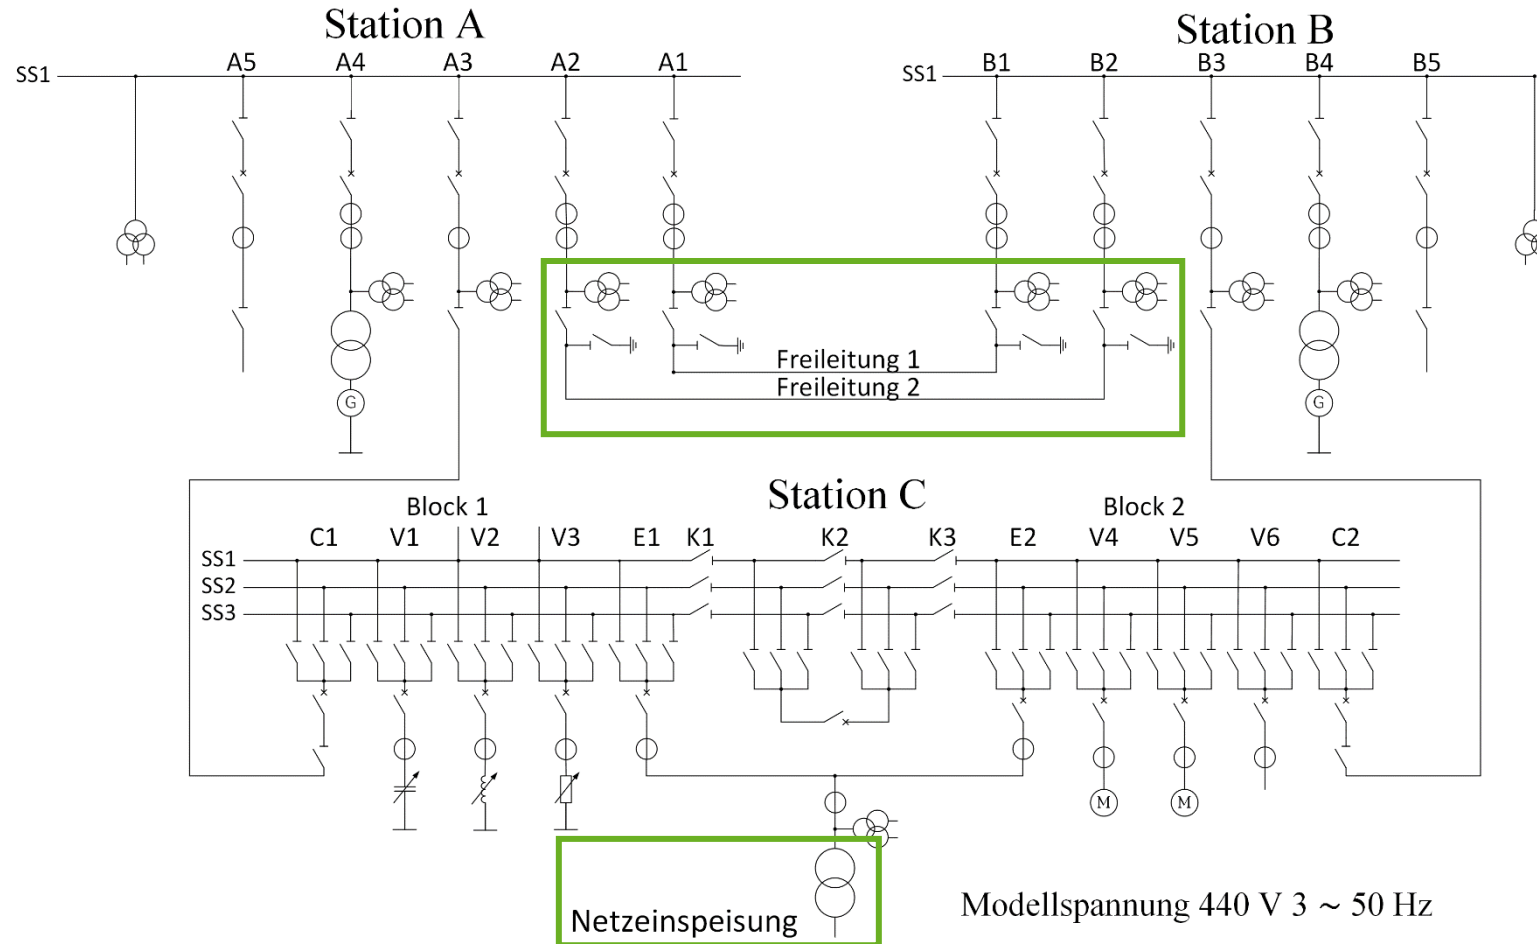 Station A
Station B
SS1 A5 A4 A3 A2 A1
SS1 B1 B2 B3 B4 B5
Freileitung 1
Freileitung 2
G
G
Station C
Block 1
Block 2
C1 V1 V2 V3 E1 K1 K2 K3 E2 V4 V5 V6 C2
SS1
SS2
SS3
M
M
Netzeinspeisung
Modellspannung 440 V 3 ~ 50 Hz